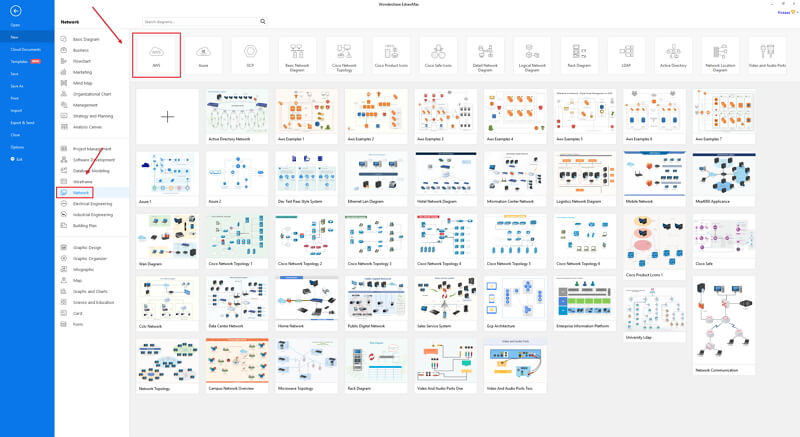 Wondershare EdrawMax
Open
New
Cloud Documents
Templates
Save
Save As
Print
Import
Export & Send
Close
Options
Exit
Network
Search diagrams...
Basic Diagram
Business
Flowchart
Marketing
Mind Map
Organizational Chart
Management
Strategy and Planning
Analysis Canvas
Project Management
Software Development
Database Modeling
Wireframe
Network
Electrical Engineering
Industrial Engineering
Building Plan
Graphic Design
Graphic Organizer
Infographic
Map
Graphs and Charts
Science and Education
Card
Form
AWS
Azure
GCP
Basic Network Diagram
Cisco Network Topology
Cisco Product Icons
Cisco Safe Icons
Detail Network Diagram
Logical Network Diagram
Rack Diagram
LDAP
Active Directory
Network Location Diagram
Video and Audio Ports
Active Directory Network
Aws Examples 1
Aws Examples 2
Aws Examples 3
Aws Examples 4
Aws Examples 5
Aws Examples 6
Aws Examples 7
Azure 1
Azure 2
Dev Test Paas Style System
Ethernet Lan Diagram
Hotel Network Diagram
Information Center Network
Logistics Network Diagram
Mobile Network
Wan Diagram
Cisco Network Topology 1
Cisco Network Topology 2
Cisco Network Topology 3
Cisco Network Topology 4
Cisco Network Topology 5
Cisco Network Topology 6
Cisco Product Icons 1
Cisco Safe
Data Center Network
Home Network
Public Digital Network
Sales Service System
Gcp Architecture
Enterprise Information Platform
University Ldap
Network Communication
Network Topology
Campus Network Overview
Microwave Topology
Rack Diagram
Video And Audio Ports One
Video And Audio Ports Two